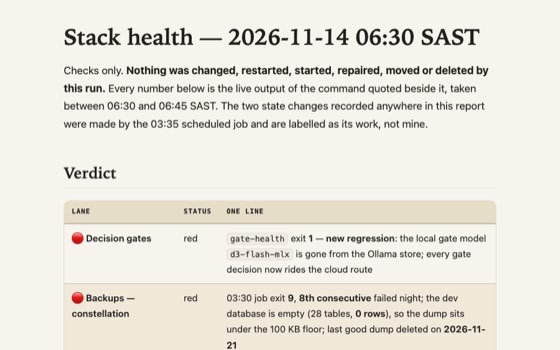 Stack health — 2026-11-14 06:30 SAST
Checks only. Nothing was changed, restarted, started, repaired, moved or deleted by
this run. Every number below is the live output of the command quoted beside it, taken
between 06:30 and 06:45 SAST. The two state changes recorded anywhere in this report
were made by the 03:35 scheduled job and are labelled as its work, not mine.
Verdict
LANE STATUS ONE LINE
Decision gates red gate-health exit 1 — new regression: the local gate model
d3-flash-mlx is gone from the Ollama store; every gate
decision now rides the cloud route
Backups — red 03:30 job exit 9, 8th consecutive failed night; the dev
constellation database is empty (28 tables, 0 rows), so the dump sits
under the 100 KB floor; last good dump deleted on 2026-11-
21